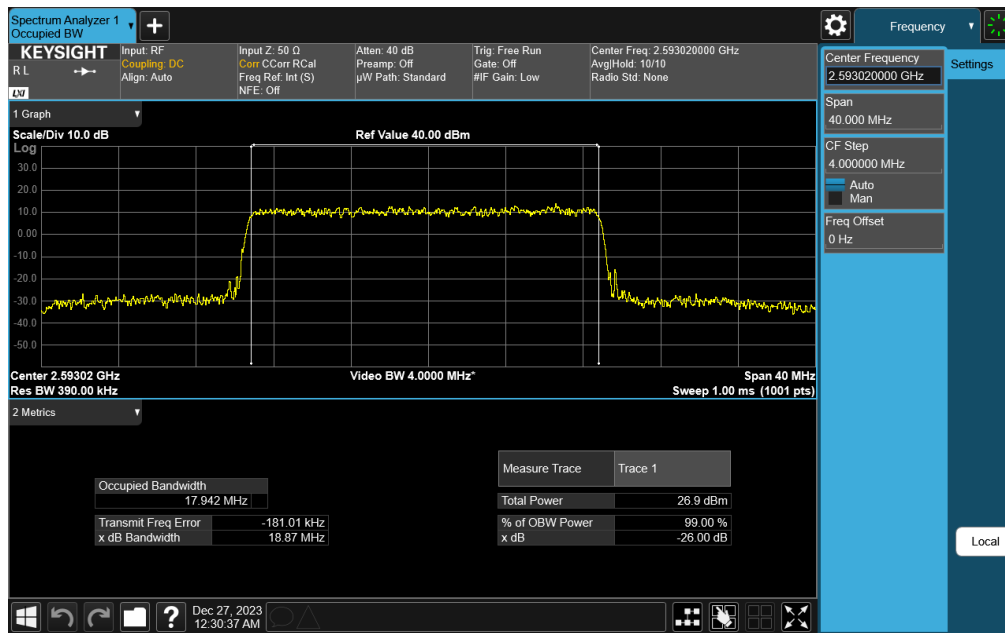 Spectrum Analyzer 1
Occupied BW
Frequency
KEYSIGHT
R L
LXI
Input: RF
Coupling: DC
Align: Auto
Input Z: 50 Ω
Corr CCorr RCal
Freq Ref: Int (S)
NFE: Off
Atten: 40 dB
Preamp: Off
µW Path: Standard
Trig: Free Run
Gate: Off
#IF Gain: Low
Center Freq: 2.593020000 GHz
Avg|Hold: 10/10
Radio Std: None
Center Frequency
2.593020000 GHz
Settings
Span
40.000 MHz
CF Step
4.000000 MHz
Auto
Man
Freq Offset
0 Hz
1 Graph
Scale/Div 10.0 dB
Ref Value 40.00 dBm
Log
30.0
20.0
10.0
0.00
-10.0
-20.0
-30.0
-40.0
-50.0
Center 2.59302 GHz
Video BW 4.0000 MHz*
Span 40 MHz
Res BW 390.00 kHz
Sweep 1.00 ms (1001 pts)
2 Metrics
Occupied Bandwidth
17.942 MHz
Transmit Freq Error -181.01 kHz
x dB Bandwidth 18.87 MHz
Measure Trace Trace 1
Total Power 26.9 dBm
% of OBW Power 99.00 %
x dB -26.00 dB
Local
?
Dec 27, 2023
12:30:37 AM